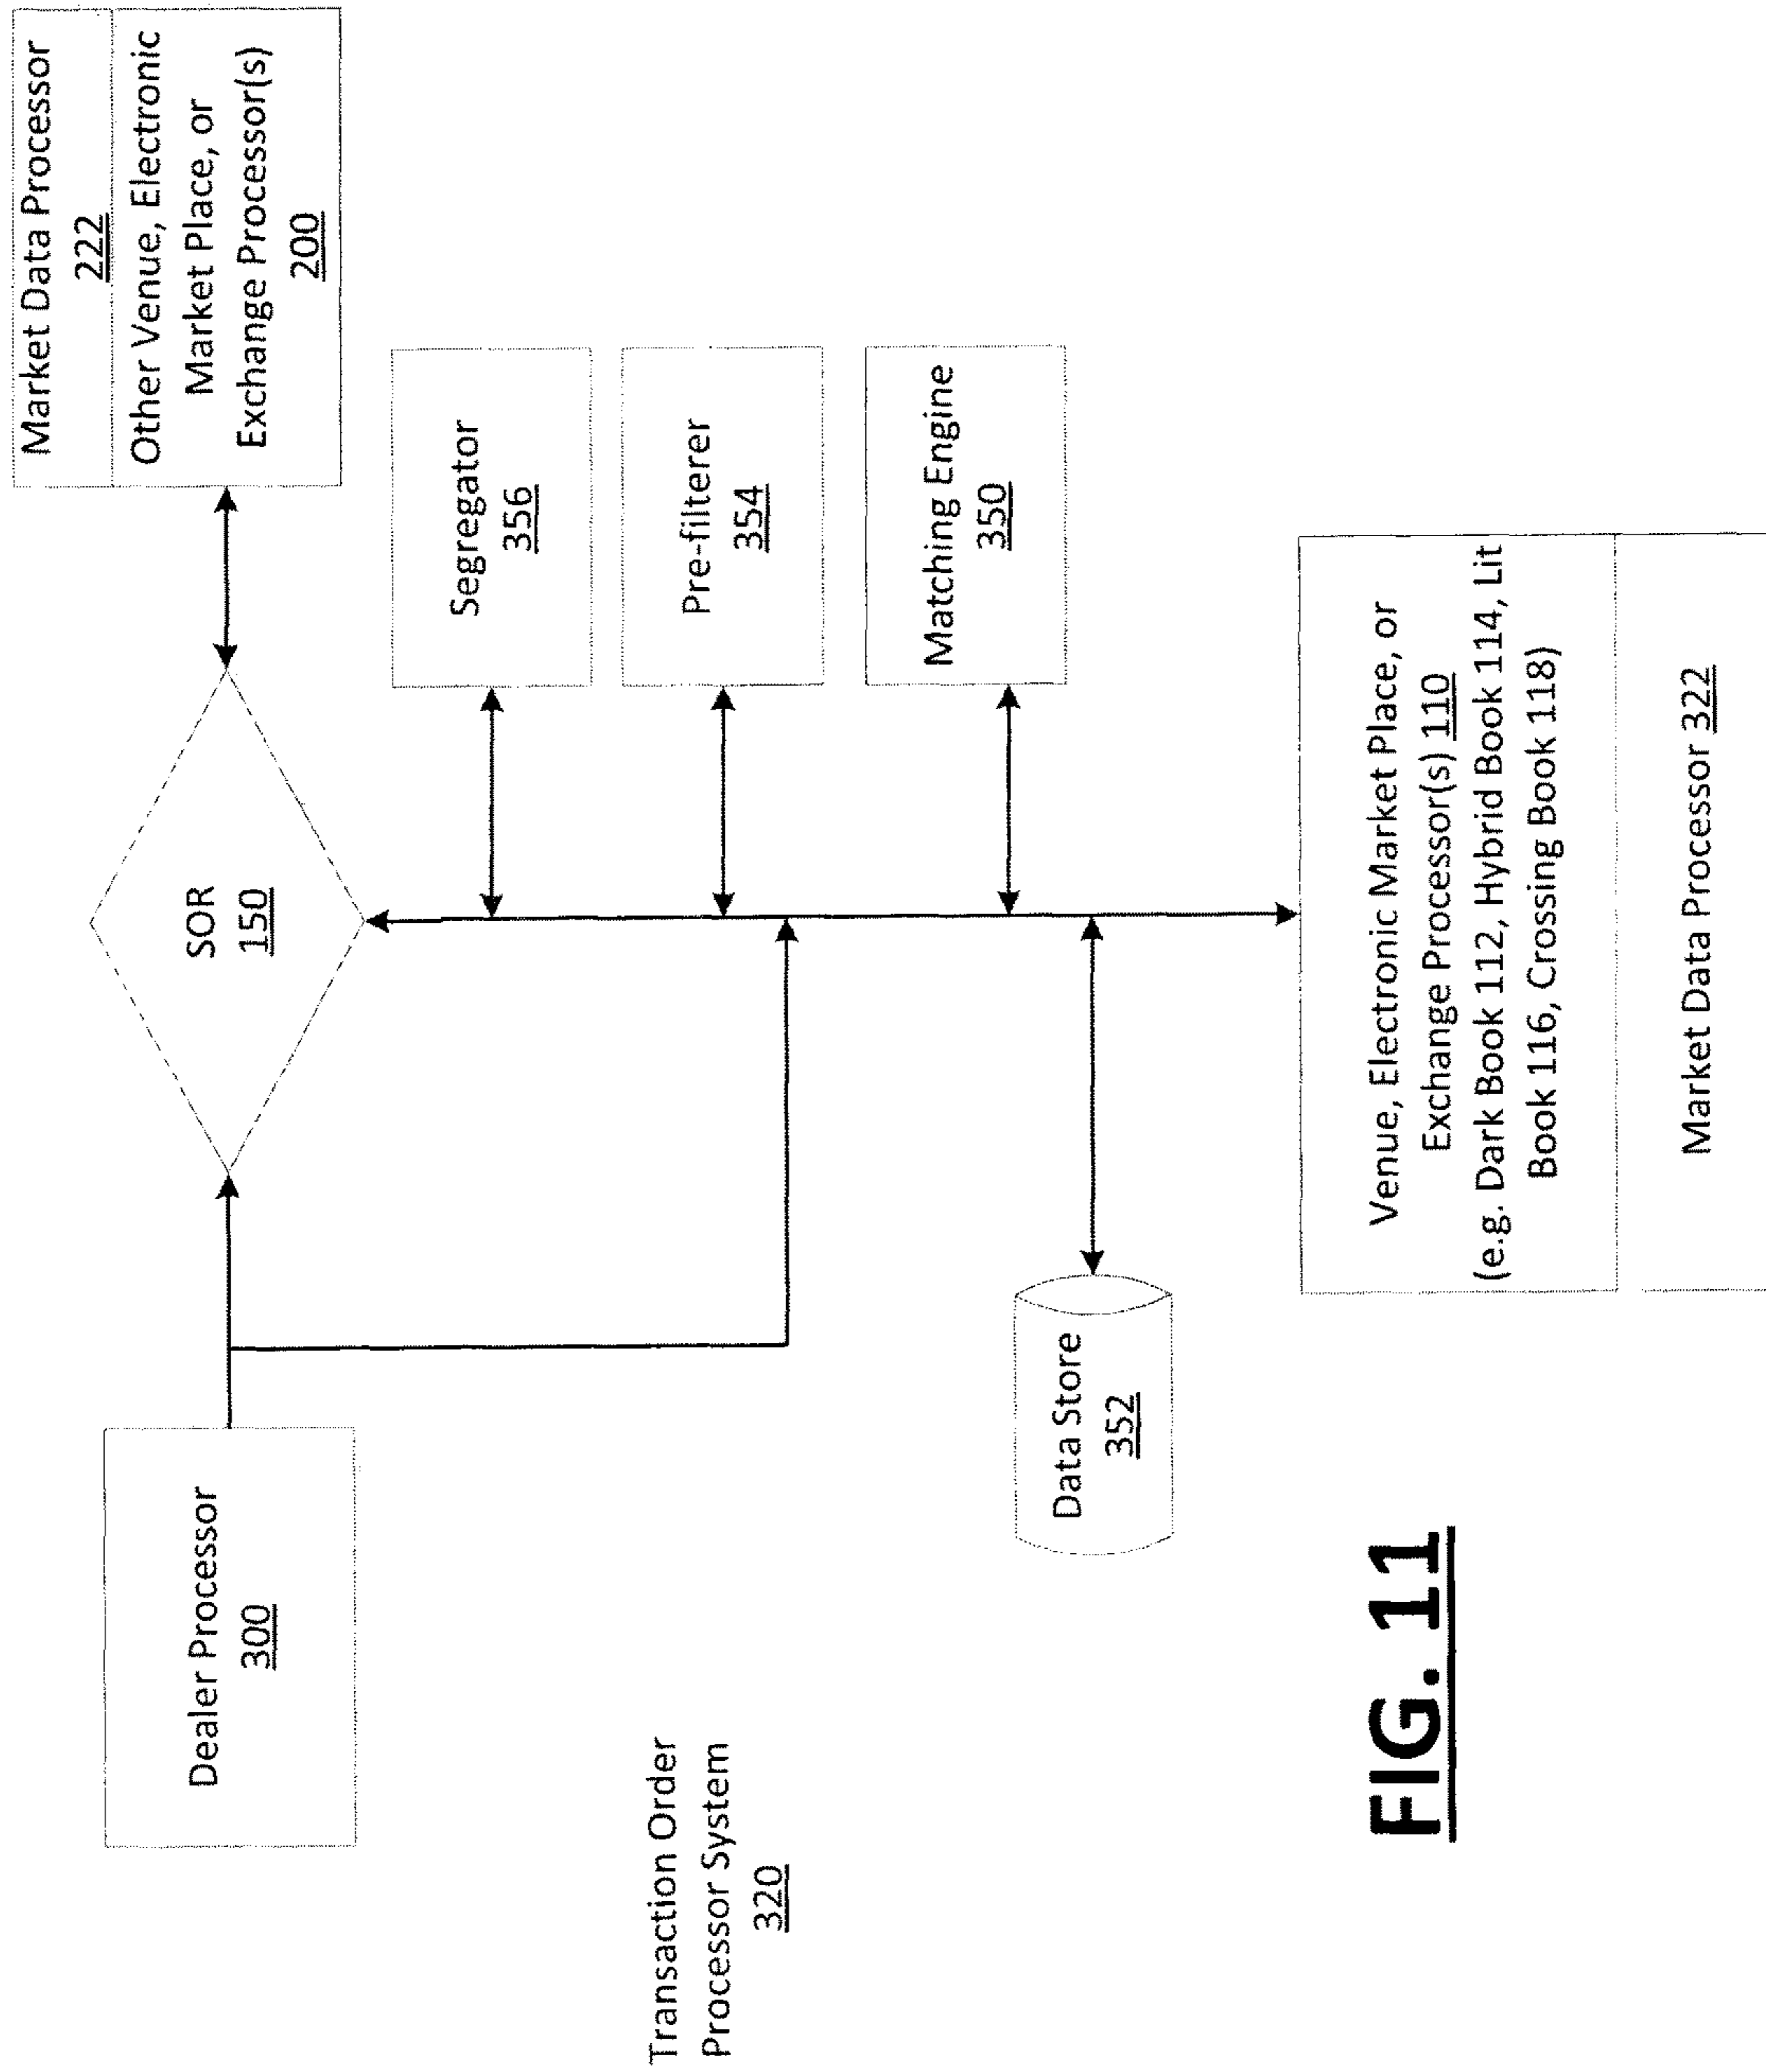 Dealer Processor
300
SOR
150
Market Data Processor
222
Other Venue, Electronic
Market Place, or
Exchange Processor(s)
200
Segregator
356
Pre-filterer
354
Matching Engine
350
Transaction Order
Processor System
320
Data Store
352
Venue, Electronic Market Place, or
Exchange Processor(s) 110
(e.g. Dark Book 112, Hybrid Book 114, Lit
Book 116, Crossing Book 118)
Market Data Processor 322
FIG. 11